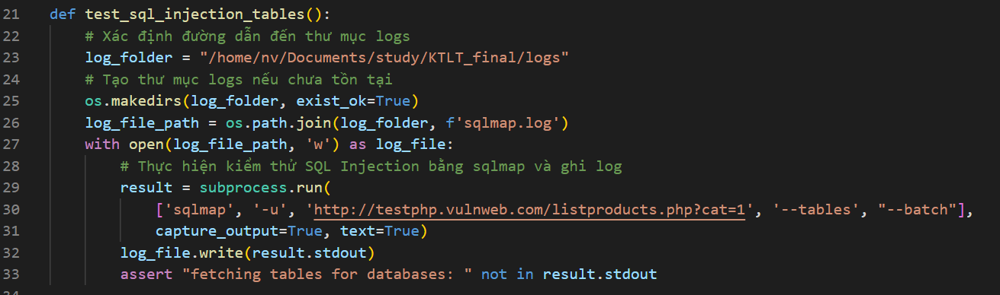 21 def test_sql_injection_tables():
22     # Xác định đường dẫn đến thư mục logs
23     log_folder = "/home/nv/Documents/study/KTLT_final/logs"
24     # Tạo thư mục logs nếu chưa tồn tại
25     os.makedirs(log_folder, exist_ok=True)
26     log_file_path = os.path.join(log_folder, f'sqlmap.log')
27     with open(log_file_path, 'w') as log_file:
28         # Thực hiện kiểm thử SQL Injection bằng sqlmap và ghi log
29         result = subprocess.run(
30             ['sqlmap', '-u', 'http://testphp.vulnweb.com/listproducts.php?cat=1', '--tables', "--batch"],
31             capture_output=True, text=True)
32         log_file.write(result.stdout)
33         assert "fetching tables for databases: " not in result.stdout